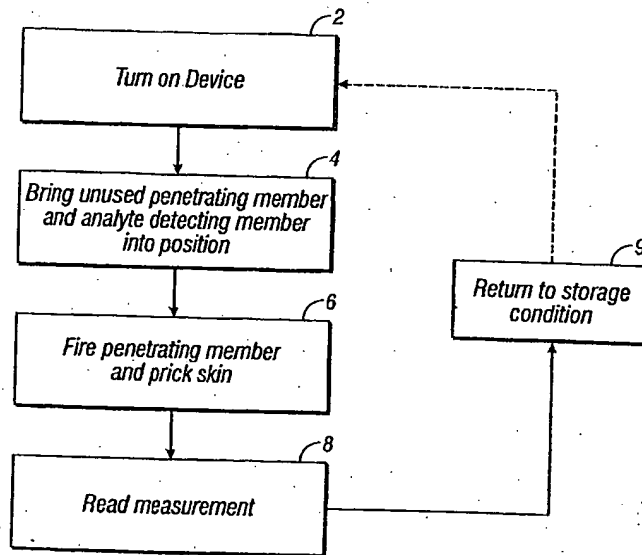 2
Turn on Device
4
Bring unused penetrating member
and analyte detecting member
into position
9
Return to storage
condition
6
Fire penetrating member
and prick skin
8
Read measurement